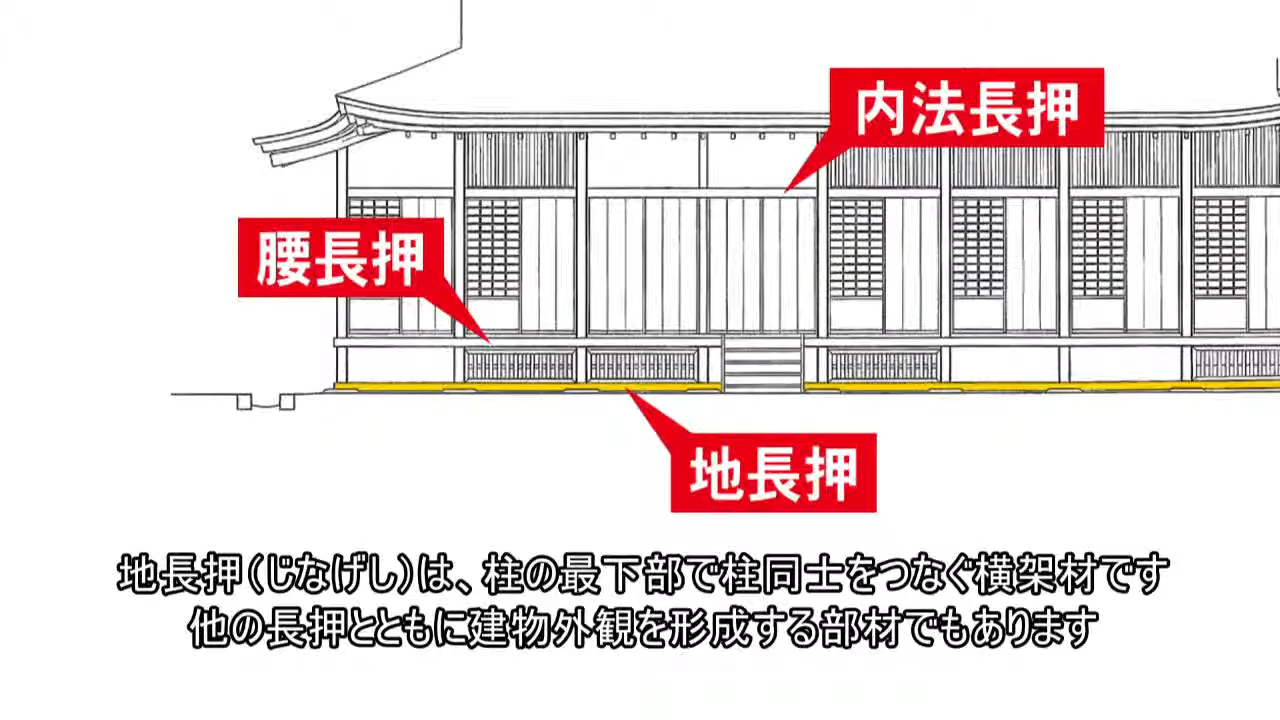 内法長押
腰長押
地長押
地長押（じなげし）は、柱の最下部で柱同士をつなぐ横架材です
他の長押とともに建物外観を形成する部材でもあります